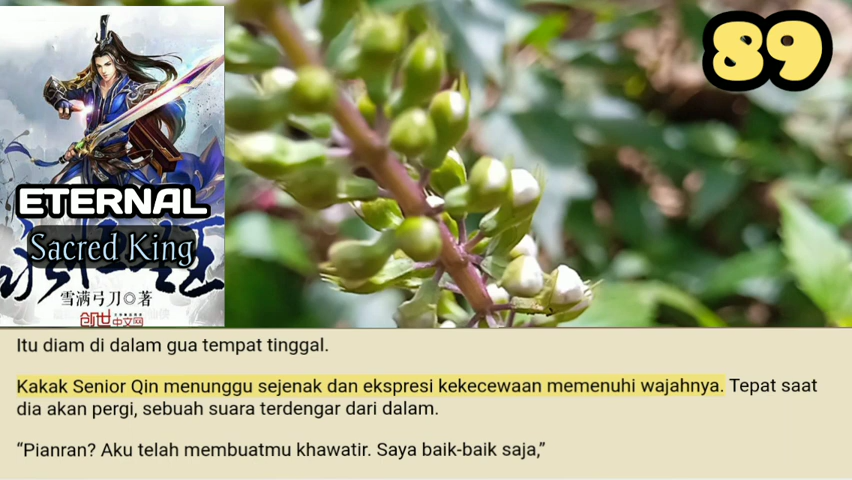 89
ETERNAL
Sacred King
雪满弓刀◎著
创世中文网
Itu diam di dalam gua tempat tinggal.
Kakak Senior Qin menunggu sejenak dan ekspresi kekecewaan memenuhi wajahnya. Tepat saat
dia akan pergi, sebuah suara terdengar dari dalam.
“Pianran? Aku telah membuatmu khawatir. Saya baik-baik saja,”